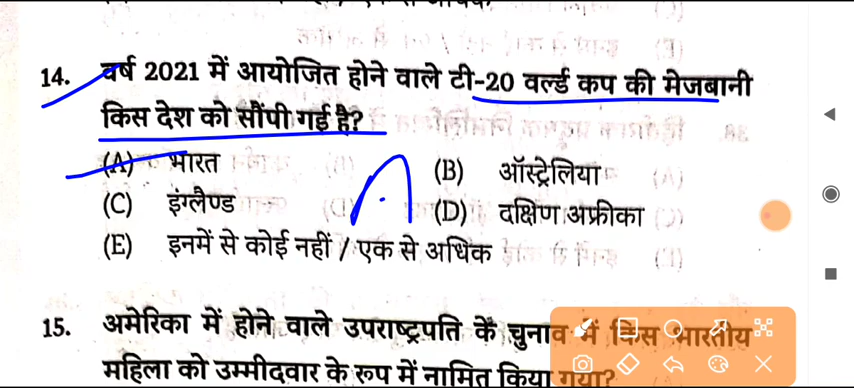 14. वर्ष 2021 में आयोजित होने वाले टी-20 वर्ल्ड कप की मेजबानी
किस देश को सौंपी गई है?
(A) भारत (B) ऑस्ट्रेलिया
(C) इंग्लैण्ड (D) दक्षिण अफ्रीका
(E) इनमें से कोई नहीं / एक से अधिक
15. अमेरिका में होने वाले उपराष्ट्रपति के चुनाव में किस भारतीय
महिला को उम्मीदवार के रूप में नामित किया गया?